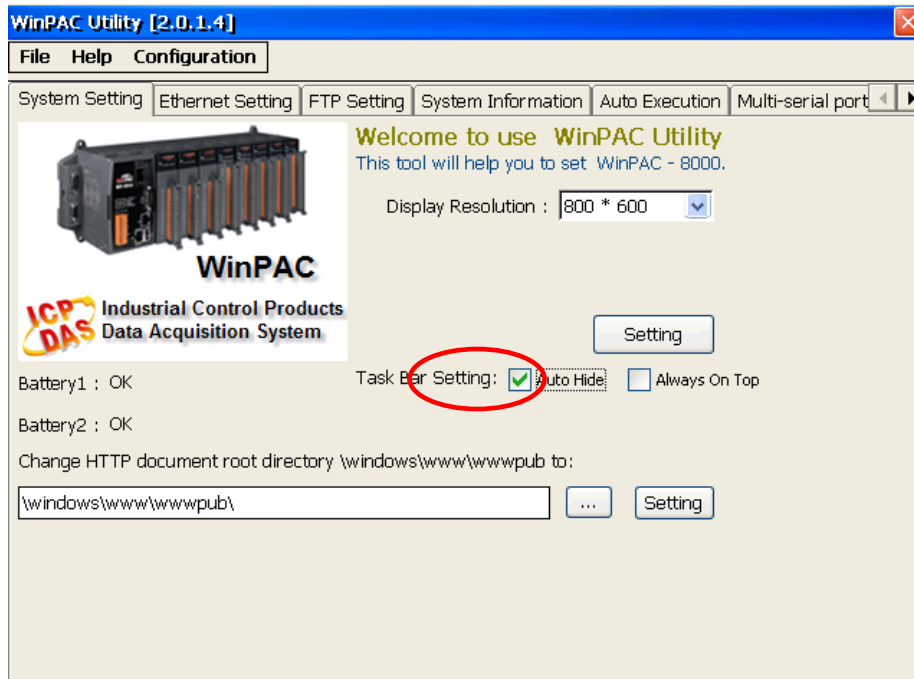 WinPAC Utility [2.0.1.4]
File Help Configuration
System Setting Ethernet Setting FTP Setting System Information Auto Execution Multi-serial port
Welcome to use WinPAC Utility
This tool will help you to set WinPAC - 8000.
Display Resolution : 800 * 600
WinPAC
ICP DAS
Industrial Control Products
Data Acquisition System
Setting
Task Bar Setting: Auto Hide Always On Top
Battery1 : OK
Battery2 : OK
Change HTTP document root directory \windows\www\wwwpub to:
\windows\www\wwwpub\ ... Setting